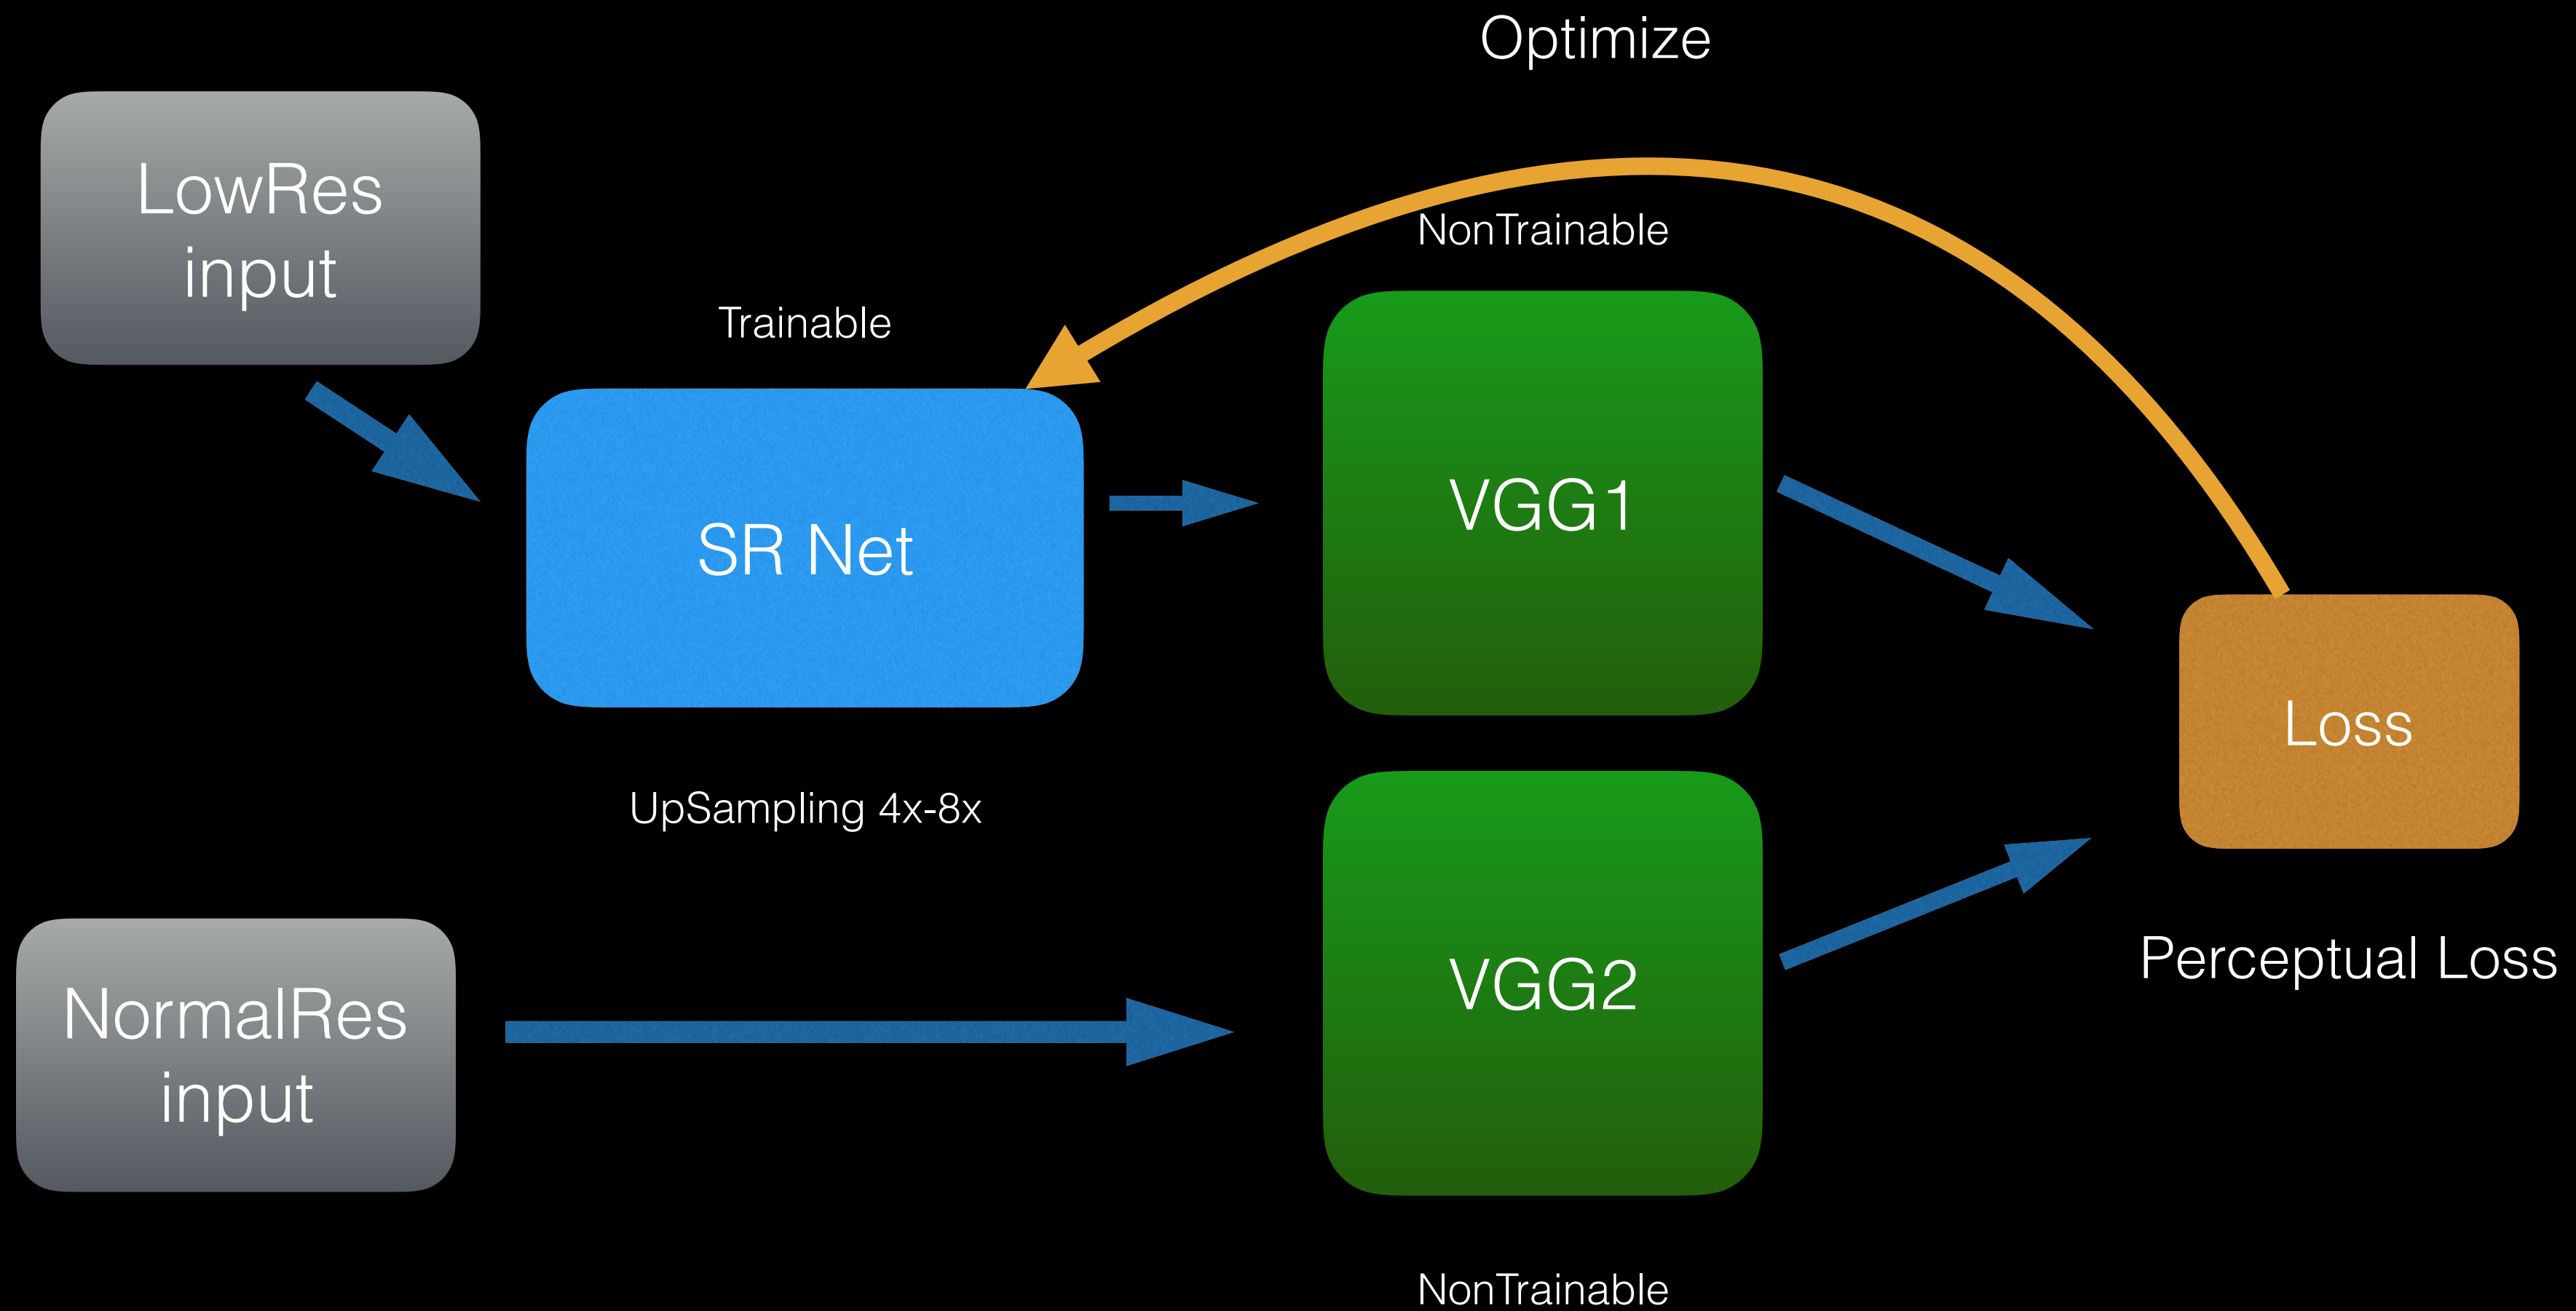 Optimize
LowRes
input
NonTrainable
Trainable
VGG1
SR Net
Loss
UpSampling 4x-8x
Perceptual Loss
VGG2
NormalRes
input
NonTrainable